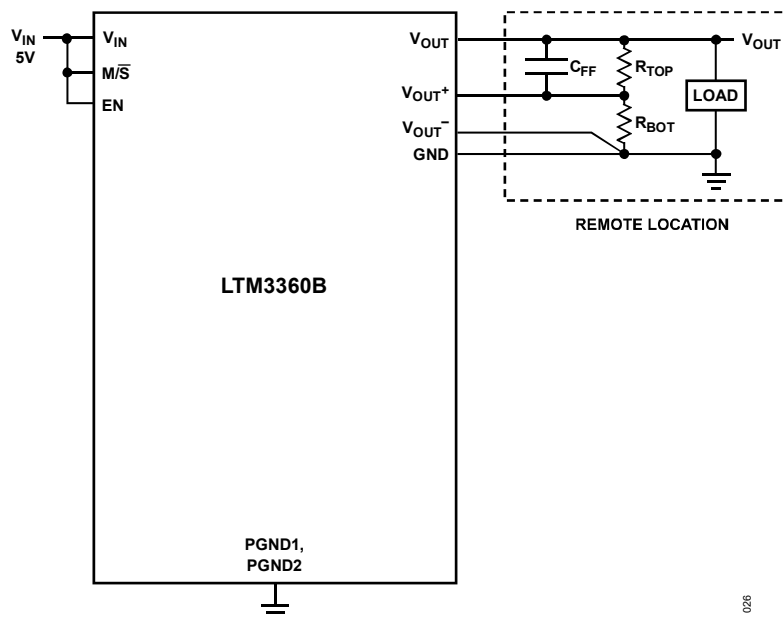 VIN
5V
VIN
M/S̅
EN
VOUT
VOUT+
VOUT−
GND
CFF
RTOP
RBOT
LOAD
VOUT
REMOTE LOCATION
LTM3360B
PGND1,
PGND2
026